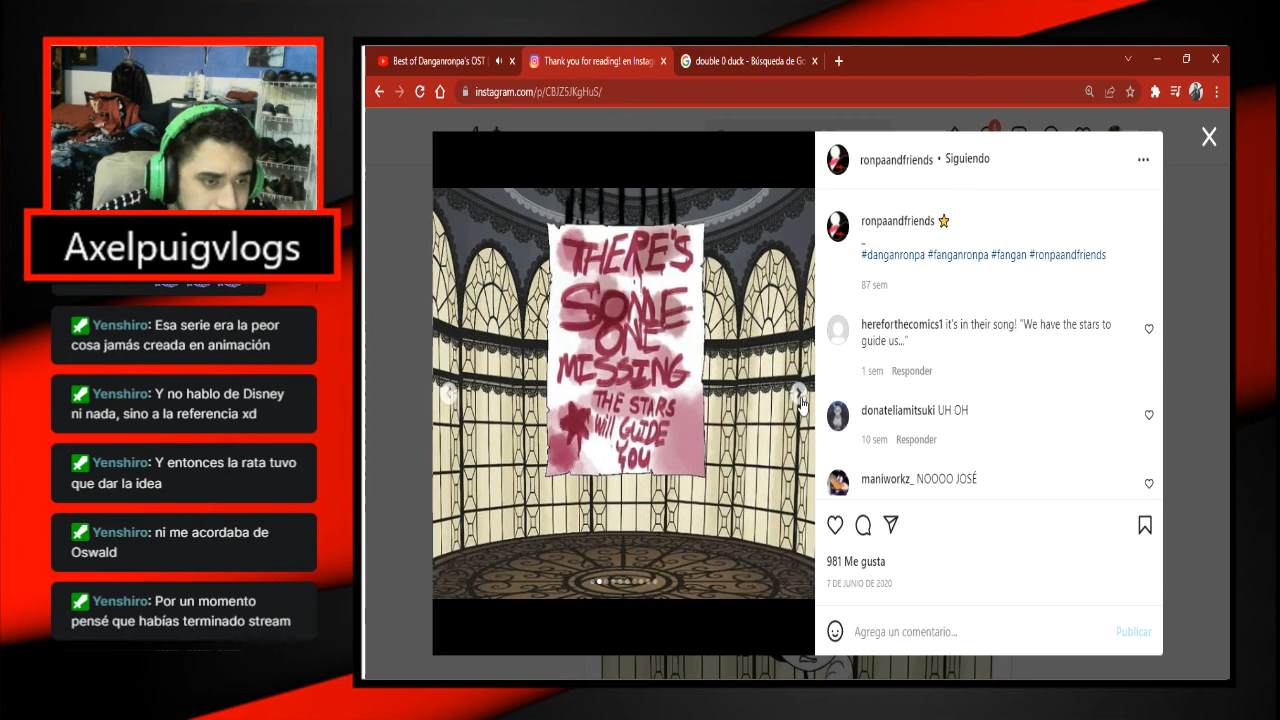 Axelpuigvlogs
Yenshiro: Esa serie era la peor
cosa jamás creada en animación
Yenshiro: Y no hablo de Disney
ni nada, sino a la referencia xd
Yenshiro: Y entonces la rata tuvo
que dar la idea
Yenshiro: ni me acordaba de
Oswald
Yenshiro: Por un momento
pensé que habías terminado stream
Best of Danganronpa's OST
Thank you for reading! en Instag
double 0 duck - Búsqueda de Go
instagram.com/p/CBJZ5JKgHuS/
THERE'S
SOME
ONE
MISSING
THE STARS
Will GUIDE
YOU
ronpaandfriends • Siguiendo
ronpaandfriends ⭐
_
#danganronpa #fanganronpa #fangan #ronpaandfriends
87 sem
hereforthecomics1 it's in their song! "We have the stars to
guide us..."
1 sem Responder
donateliamitsuki UH OH
10 sem Responder
maniworkz_ NOOOO JOSÉ
981 Me gusta
7 DE JUNIO DE 2020
Agrega un comentario...
Publicar